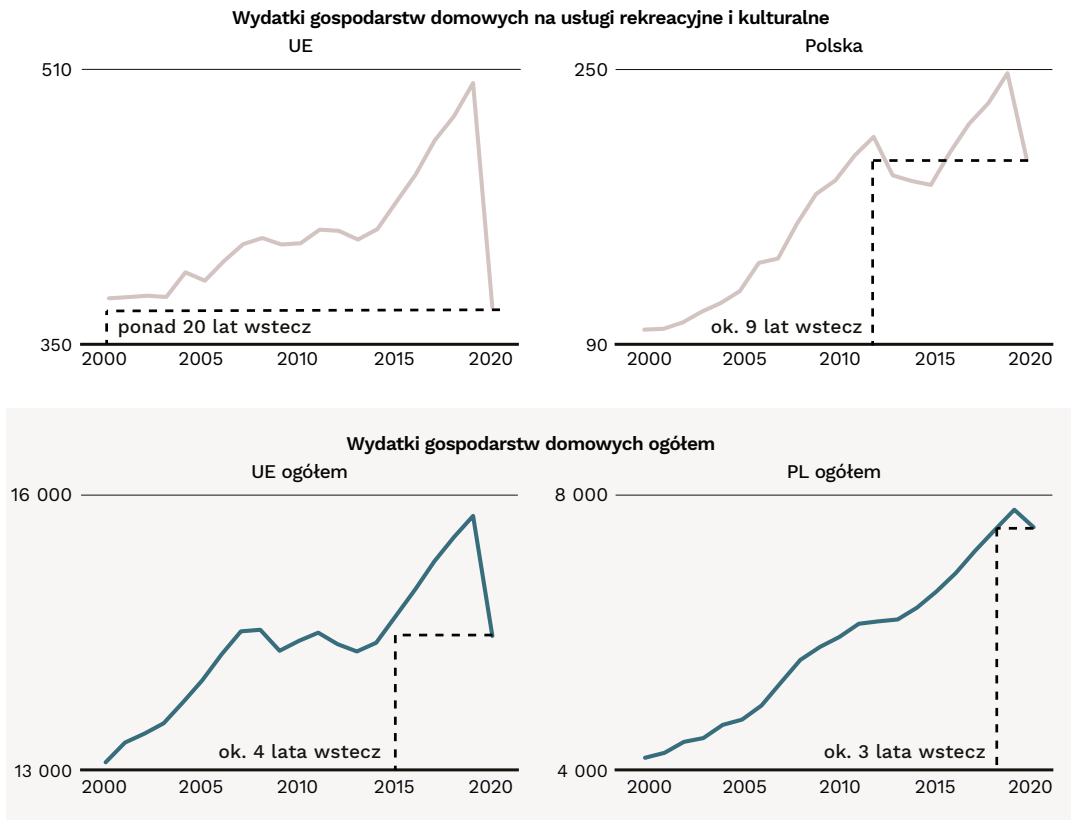 Wydatki gospodarstw domowych na usługi rekreacyjne i kulturalne
UE
510
ponad 20 lat wstecz
350
2000 2005 2010 2015 2020
Polska
250
ok. 9 lat wstecz
90
2000 2005 2010 2015 2020
Wydatki gospodarstw domowych ogółem
UE ogółem
16 000
ok. 4 lata wstecz
13 000
2000 2005 2010 2015 2020
PL ogółem
8 000
ok. 3 lata wstecz
4 000
2000 2005 2010 2015 2020